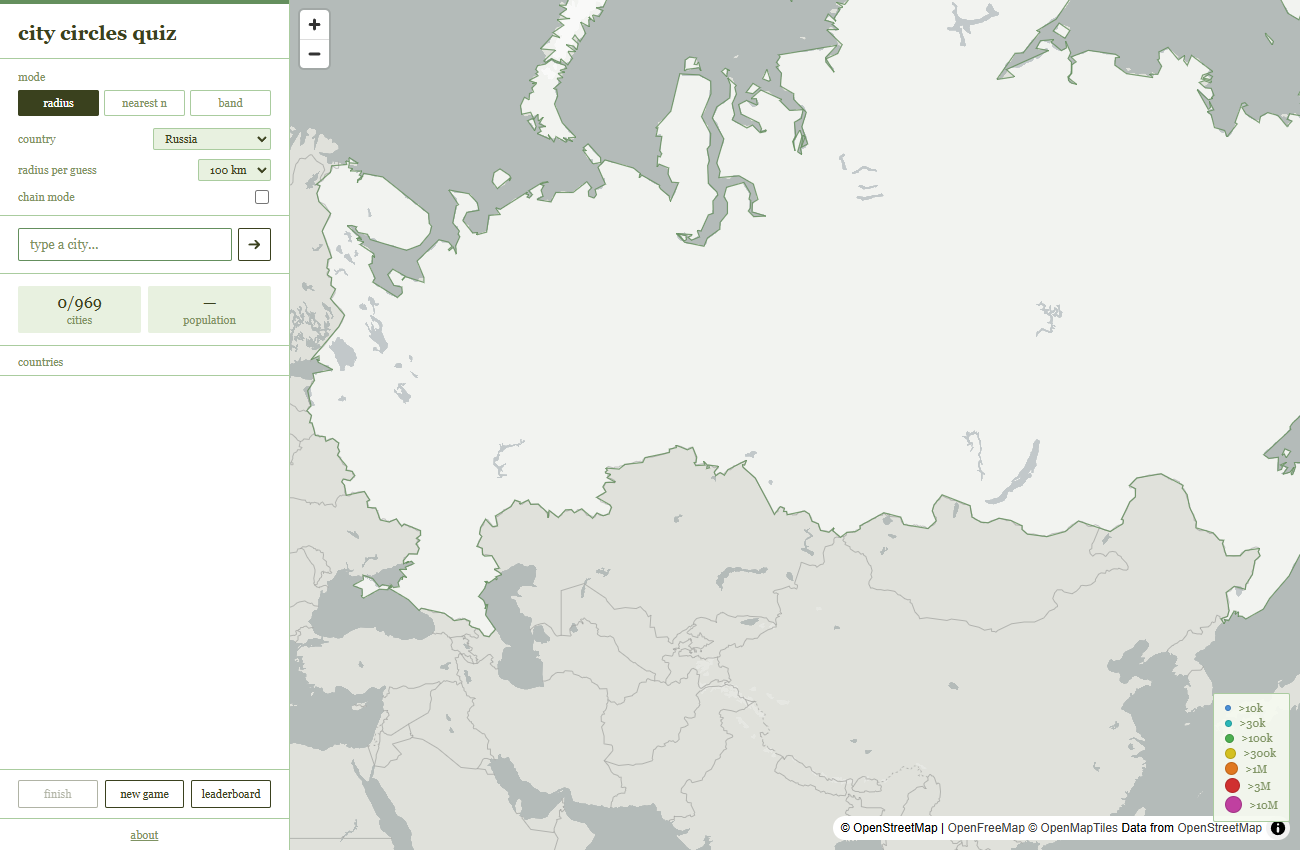 city circles quiz
mode
radius
nearest n
band
country
Russia
radius per guess
100 km
chain mode
type a city...
→
0/969
cities
—
population
countries
finish
new game
leaderboard
about
+
−
>10k
>30k
>100k
>300k
>1M
>3M
>10M
© OpenStreetMap | OpenFreeMap © OpenMapTiles Data from OpenStreetMap